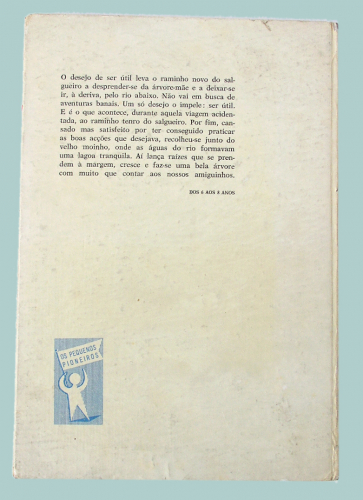 O desejo de ser útil leva o raminho novo do sal-
gueiro a desprender-se da árvore-mãe e a deixar-se
ir, à deriva, pelo rio abaixo. Não vai em busca de
aventuras banais. Um só desejo o impele: ser útil.
E é o que acontece, durante aquela viagem aciden-
tada, ao raminho tenro do salgueiro. Por fim, can-
sado mas satisfeito por ter conseguido praticar
as boas acções que desejava, recolheu-se junto do
velho moinho, onde as águas do rio formavam
uma lagoa tranquila. Aí lança raízes que se pren-
dem à margem, cresce e faz-se uma bela árvore
com muito que contar aos nossos amiguinhos.
DOS 6 AOS 8 ANOS
OS PEQUENOS
PIONEIROS